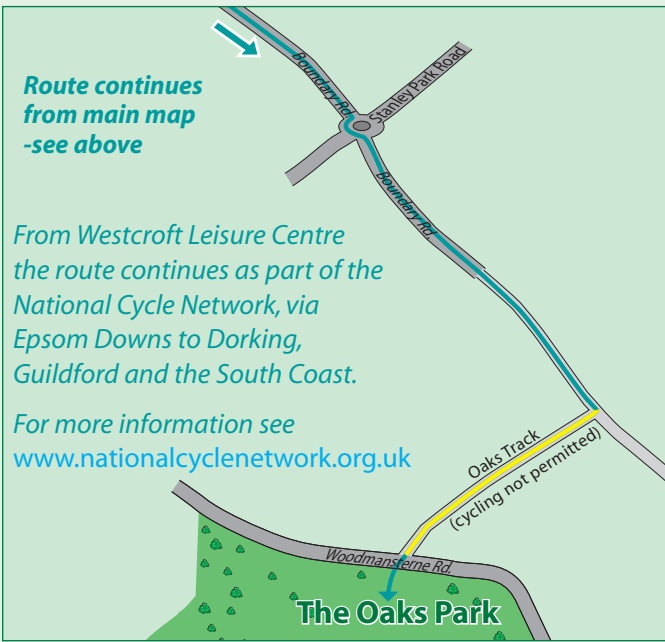 Boundary Rd.
Stanley Park Road
Route continues
from main map
-see above
Boundary Rd.
From Westcroft Leisure Centre
the route continues as part of the
National Cycle Network, via
Epsom Downs to Dorking,
Guildford and the South Coast.
For more information see
www.nationalcyclenetwork.org.uk
Oaks Track
(cycling not permitted)
Woodmansterne Rd.
The Oaks Park